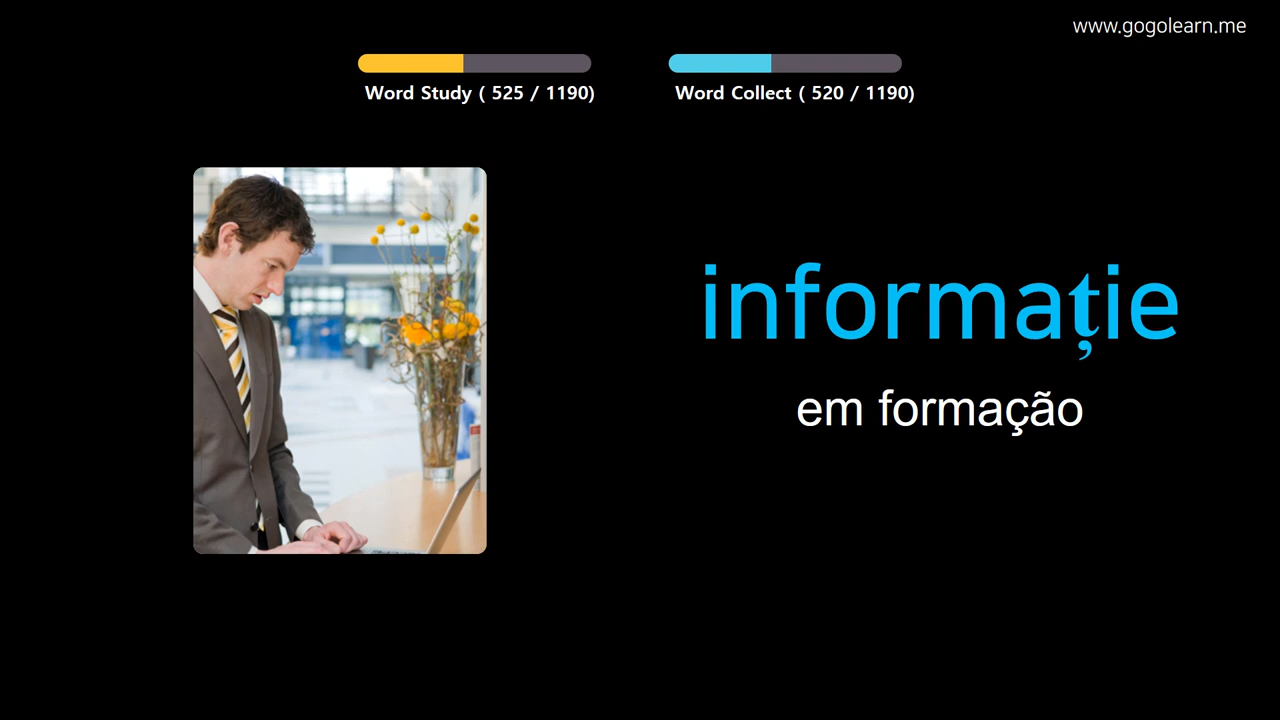 www.gogolearn.me
Word Study ( 525 / 1190)
Word Collect ( 520 / 1190)
informație
em formação